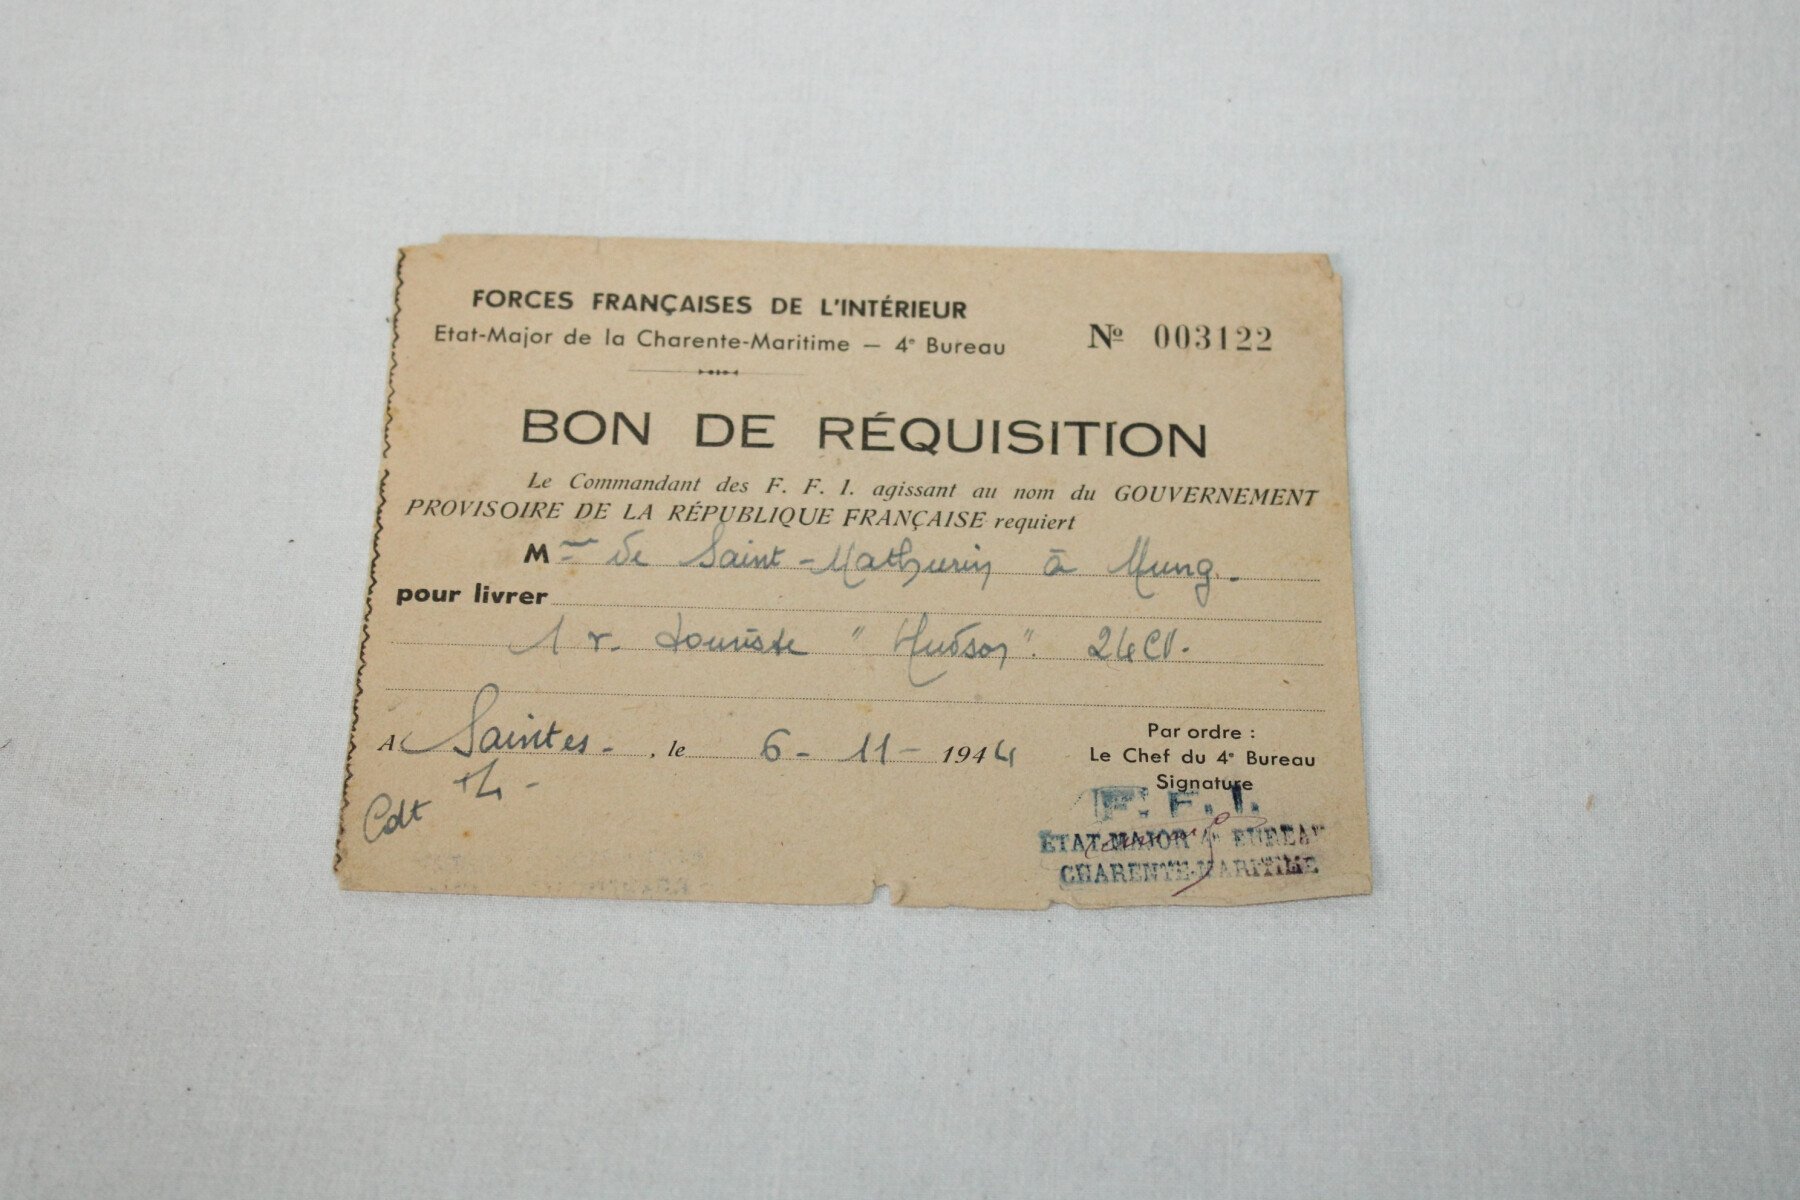 FORCES FRANÇAISES DE L'INTÉRIEUR
Etat-Major de la Charente-Maritime — 4e Bureau
No 003122
BON DE RÉQUISITION
Le Commandant des F. F. I. agissant au nom du GOUVERNEMENT
PROVISOIRE DE LA RÉPUBLIQUE FRANÇAISE requiert
M de Saint-Mathurin à Mung.
pour livrer
1 v. touriste "Hudson". 24 CV.
A Saintes, le 6-11-1944
Cdt
Par ordre :
Le Chef du 4e Bureau
Signature
F. F. I.
ETAT-MAJOR 4e BUREAU
CHARENTE-MARITIME